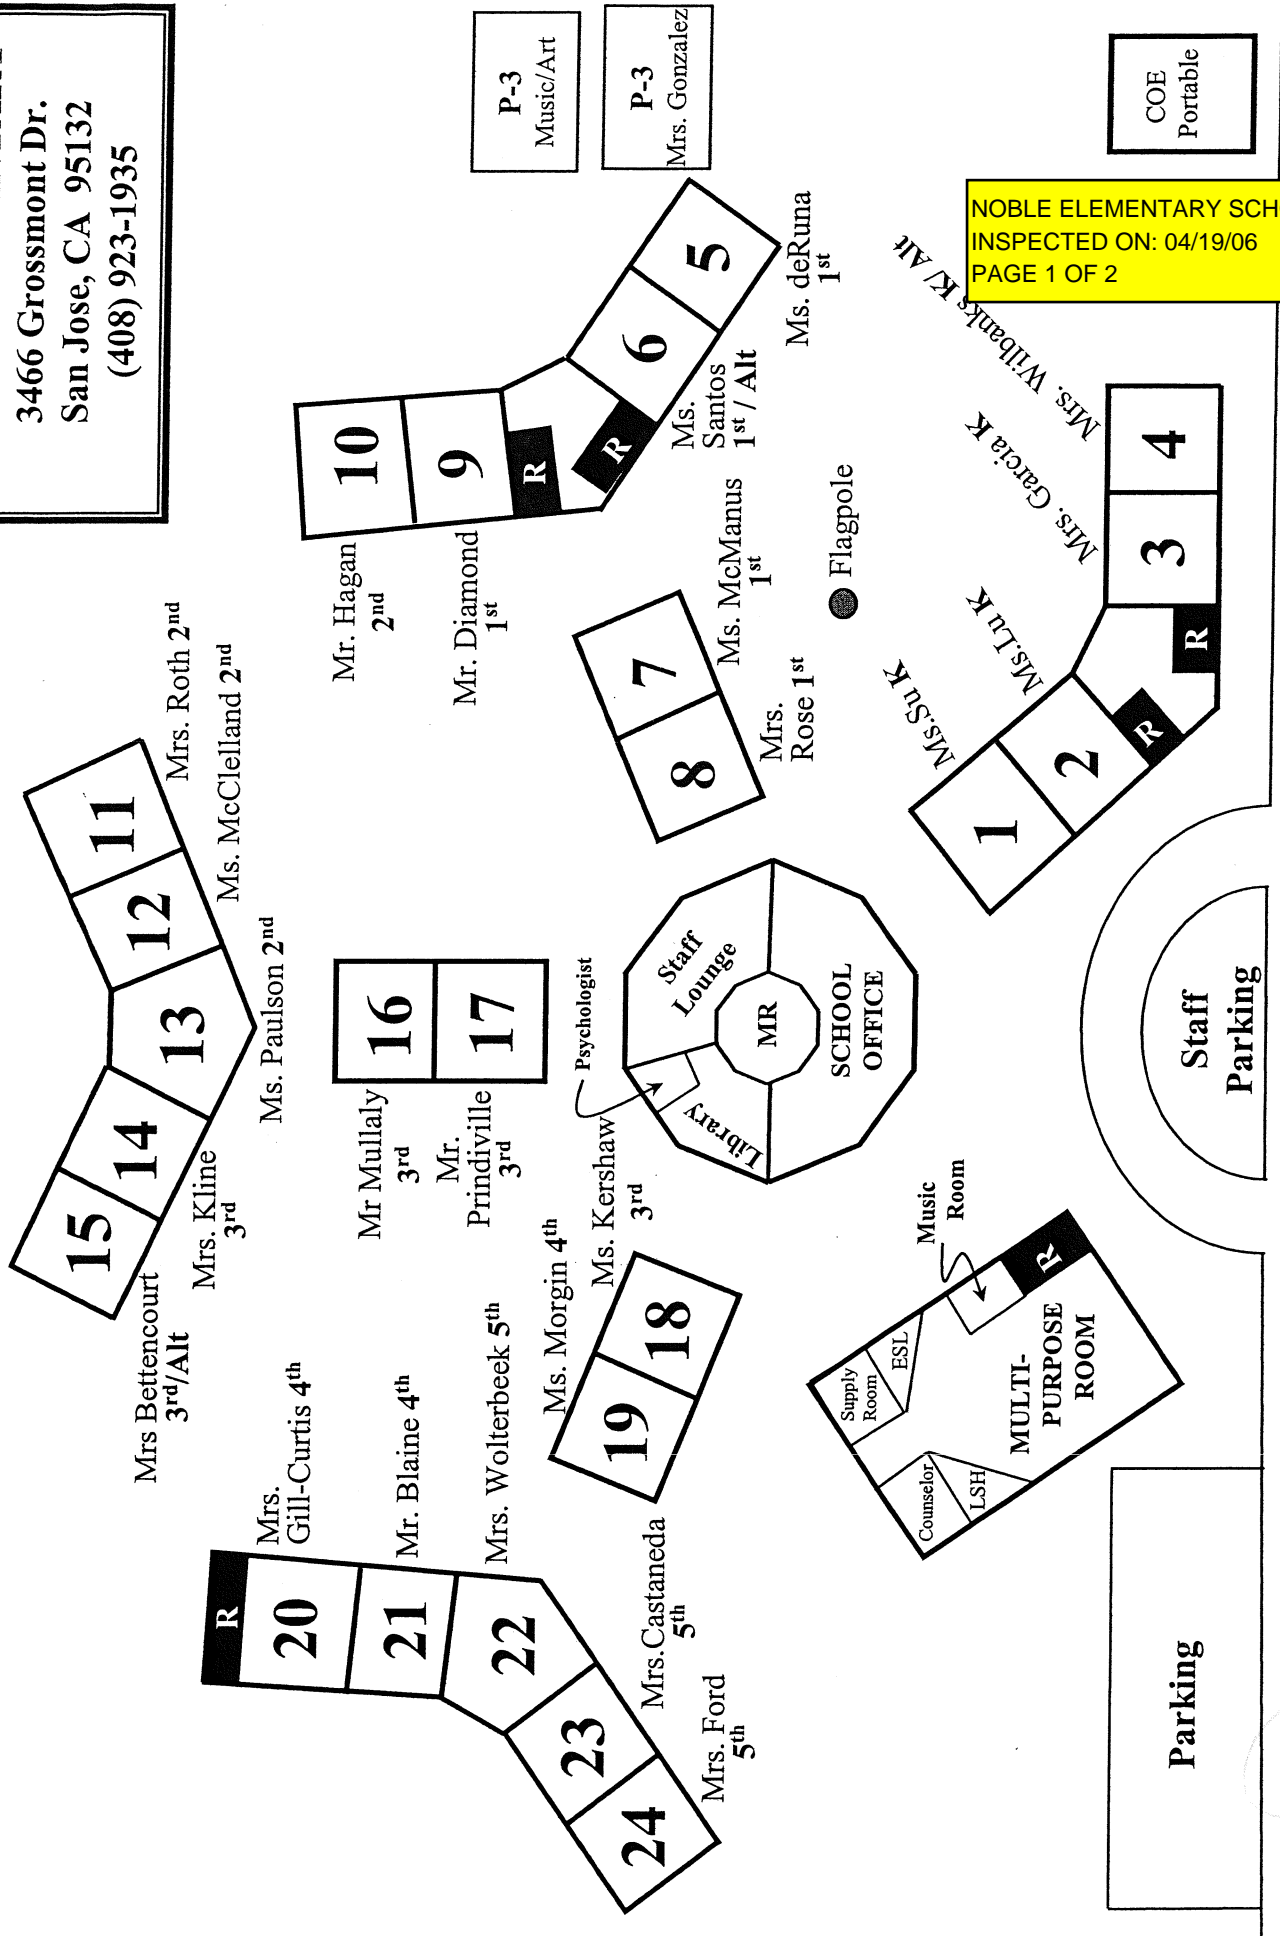 3466 Grossmont Dr.
San Jose, CA 95132
(408) 923-1935
P-3
Music/Art
P-3
Mrs. Gonzalez
COE
Portable
NOBLE ELEMENTARY
INSPECTED ON: 04/19/06
PAGE 1 OF 2
15
14
13
12
11
Mrs Bettencourt
3rd/Alt
Mrs. Kline
3rd
Ms. Paulson 2nd
Ms. McClelland 2nd
Mrs. Roth 2nd
10
9
R
R
6
5
Mr. Hagan
2nd
Mr. Diamond
1st
Ms.
Santos
1st / Alt
Ms. deRuna
1st
R
20
21
22
23
24
Mrs.
Gill-Curtis 4th
Mr. Blaine 4th
Mrs. Wolterbeek 5th
Mrs.Castaneda
5th
Mrs. Ford
5th
16
17
Mr Mullaly
3rd
Mr.
Prindiville
3rd
19
18
Ms. Morgin 4th
Ms. Kershaw
3rd
8
7
Mrs.
Rose 1st
Ms. McManus
1st
Flagpole
Psychologist
Staff
Lounge
Library
MR
SCHOOL
OFFICE
Music
Room
Supply
Room
ESL
Counselor
LSH
R
MULTI-
PURPOSE
ROOM
Ms.Su K
Ms.Lu K
Mrs. Garcia K
Mrs. Wilbanks K/ Alt
1
2
R
R
3
4
Parking
Staff
Parking